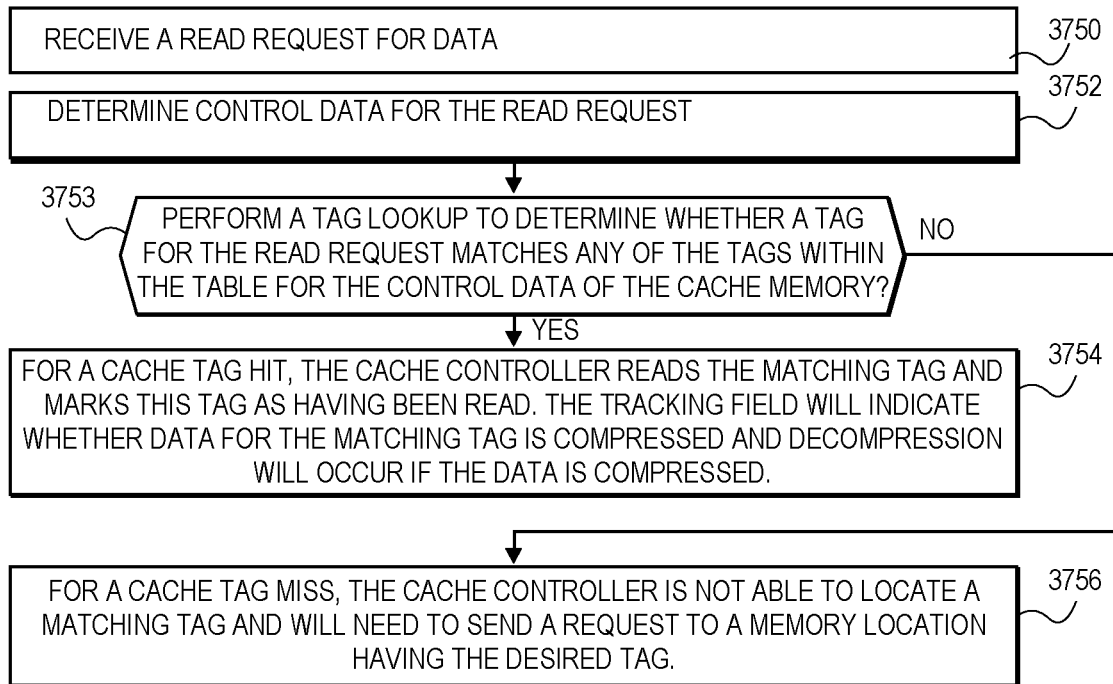 RECEIVE A READ REQUEST FOR DATA
3750
3752
DETERMINE CONTROL DATA FOR THE READ REQUEST
3753
PERFORM A TAG LOOKUP TO DETERMINE WHETHER A TAG
FOR THE READ REQUEST MATCHES ANY OF THE TAGS WITHIN
THE TABLE FOR THE CONTROL DATA OF THE CACHE MEMORY?
NO
YES
3754
FOR A CACHE TAG HIT, THE CACHE CONTROLLER READS THE MATCHING TAG AND
MARKS THIS TAG AS HAVING BEEN READ. THE TRACKING FIELD WILL INDICATE
WHETHER DATA FOR THE MATCHING TAG IS COMPRESSED AND DECOMPRESSION
WILL OCCUR IF THE DATA IS COMPRESSED.
3756
FOR A CACHE TAG MISS, THE CACHE CONTROLLER IS NOT ABLE TO LOCATE A
MATCHING TAG AND WILL NEED TO SEND A REQUEST TO A MEMORY LOCATION
HAVING THE DESIRED TAG.